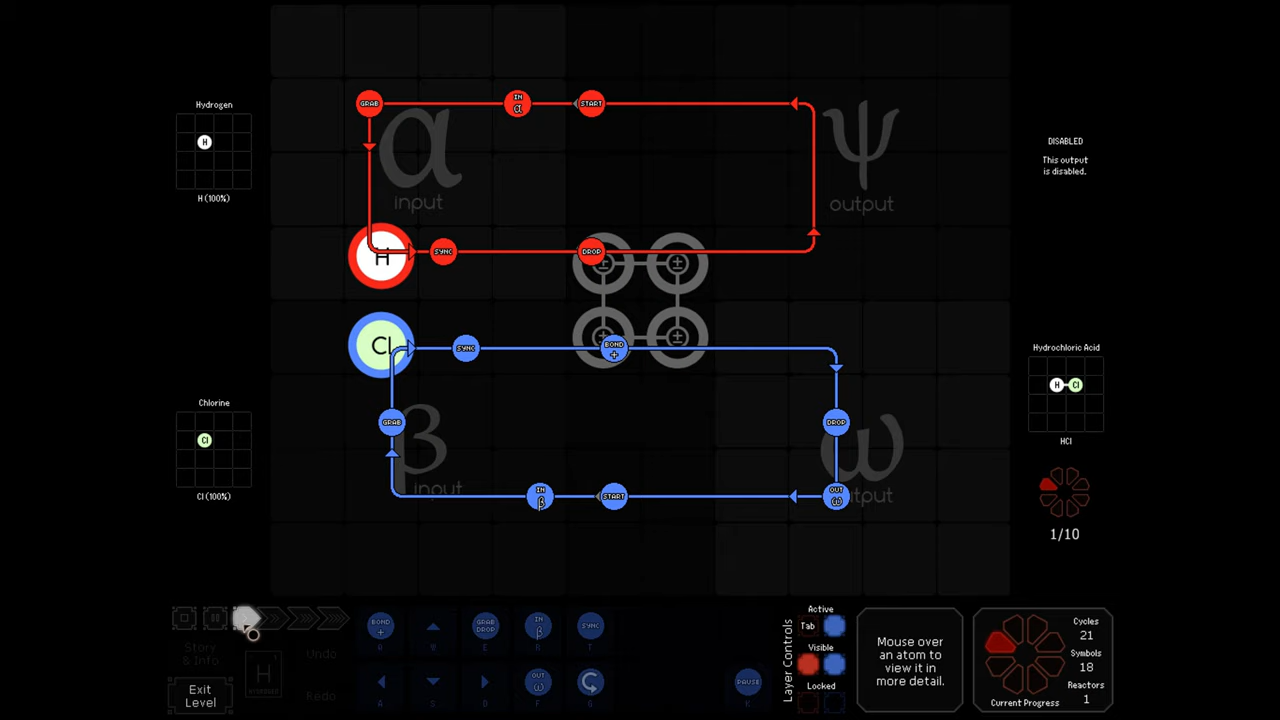 Hydrogen
H
H (100%)
Chlorine
Cl
Cl (100%)
GRAB
IN
α
START
α
input
ψ
output
H
SYNC
DROP
±
±
Cl
SYNC
BOND
+
±
±
GRAB
β
input
DROP
ω
output
IN
β
START
OUT
ω
DISABLED
This output
is disabled.
Hydrochloric Acid
H Cl
HCl
1/10
Story
& Info
Exit
Level
H
HYDROGEN
Undo
Redo
BOND
+
A
W
GRAB
DROP
E
IN
β
R
SYNC
T
A
S
D
OUT
ω
F
G
PAUSE
K
Layer Controls
Active
Tab
Visible
Locked
Mouse over
an atom to
view it in
more detail.
Cycles
21
Symbols
18
Reactors
1
Current Progress